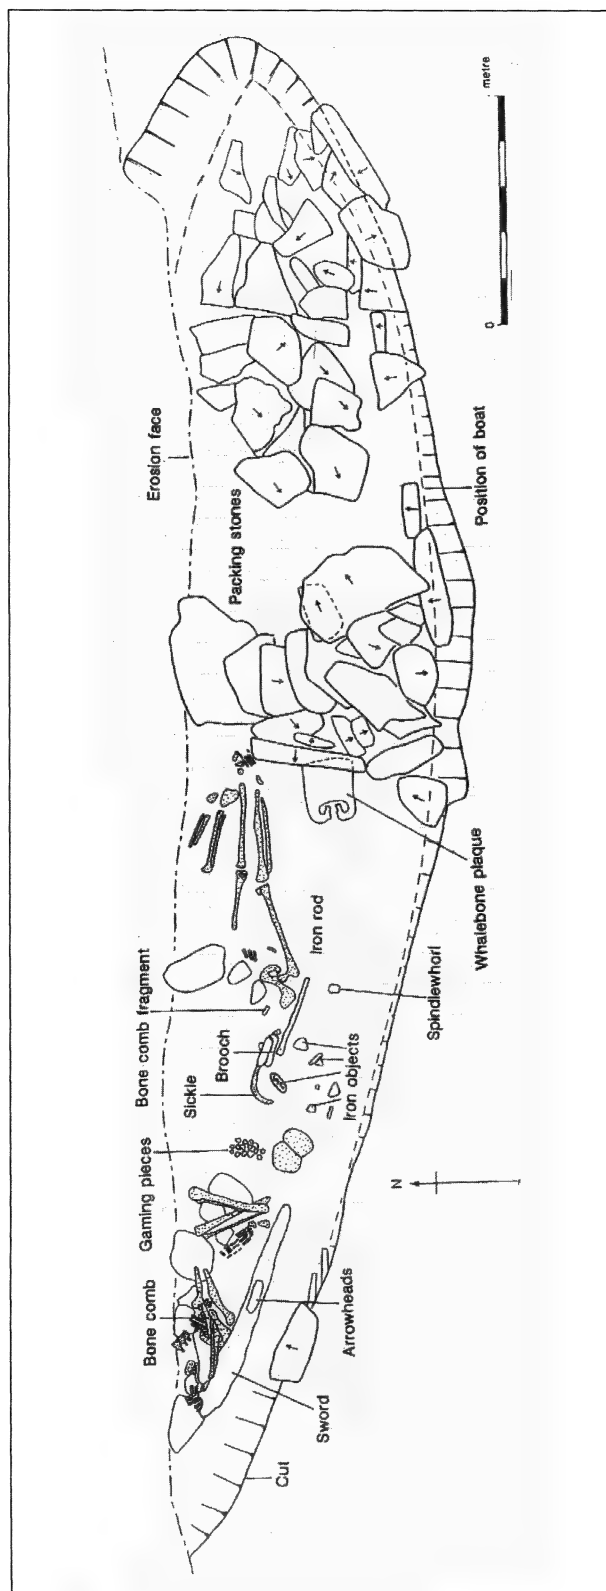 metre
0
Erosion face
Packing stones
Position of boat
Whalebone plaque
Iron rod
Bone comb fragment
Spindlewhorl
Brooch
Sickle
Iron objects
Gaming pieces
N
Bone comb
Arrowheads
Sword
Cut